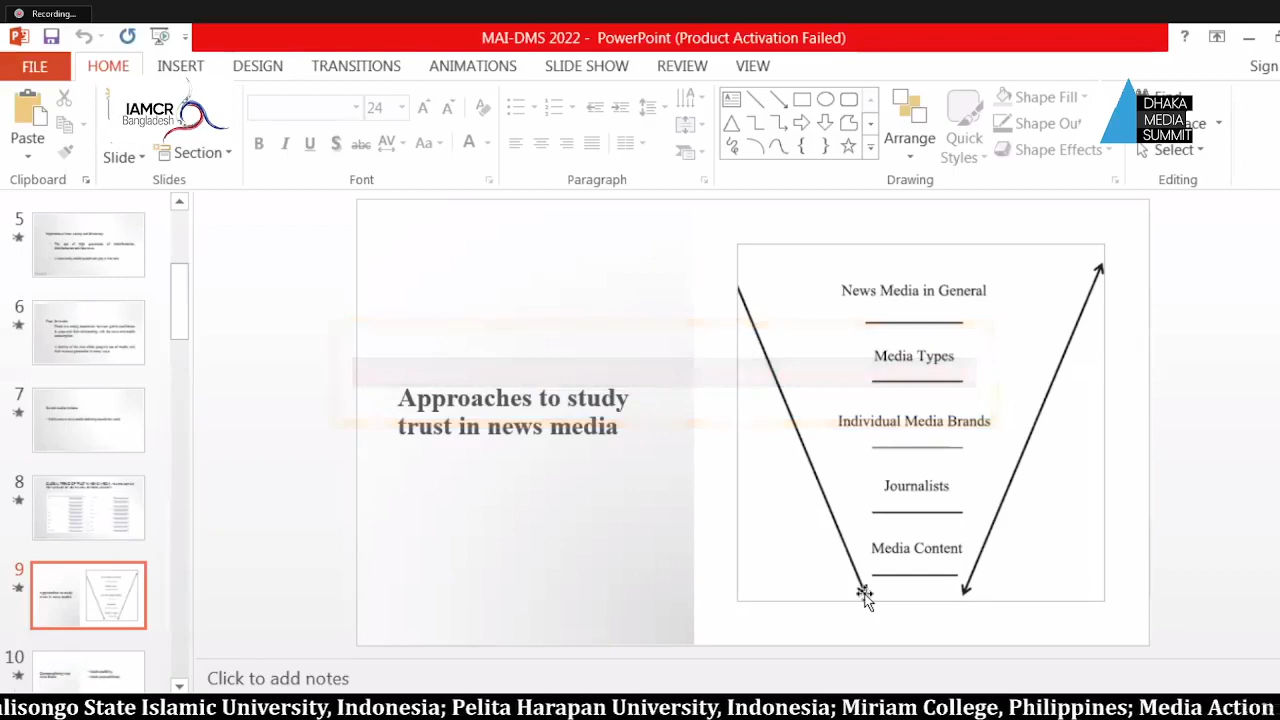 Recording...
MAI-DMS 2022 - PowerPoint (Product Activation Failed)
FILE HOME INSERT DESIGN TRANSITIONS ANIMATIONS SLIDE SHOW REVIEW VIEW
Sign
Paste
Clipboard
IAMCR
Bangladesh
Slide
Section
Slides
24
Aa
Font
Paragraph
Arrange
Quick
Styles
Shape Fill
Shape Out
Shape Effects
Drawing
DHAKA
MEDIA
SUMMIT
Select
Editing
5
6
7
8
9
10
Approaches to study
trust in news media
News Media in General
Media Types
Individual Media Brands
Journalists
Media Content
Click to add notes
alisongo State Islamic University, Indonesia; Pelita Harapan University, Indonesia; Miriam College, Philippines; Media Action